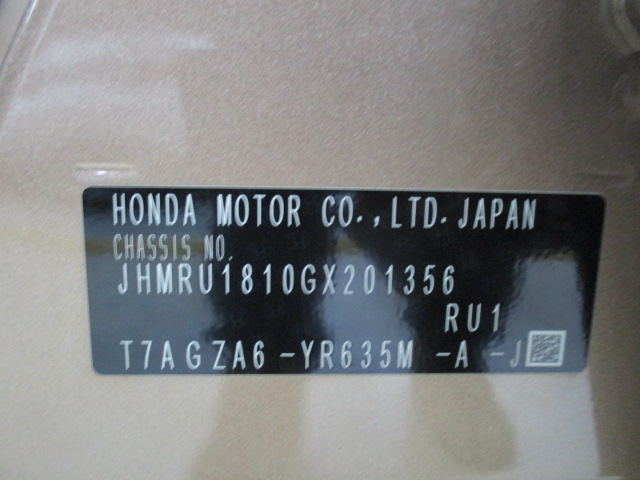 HONDA MOTOR CO.,LTD.JAPAN
CHASSIS NO.
JHMRU1810GX201356
RU1
T7AGZA6-YR635M -A -J